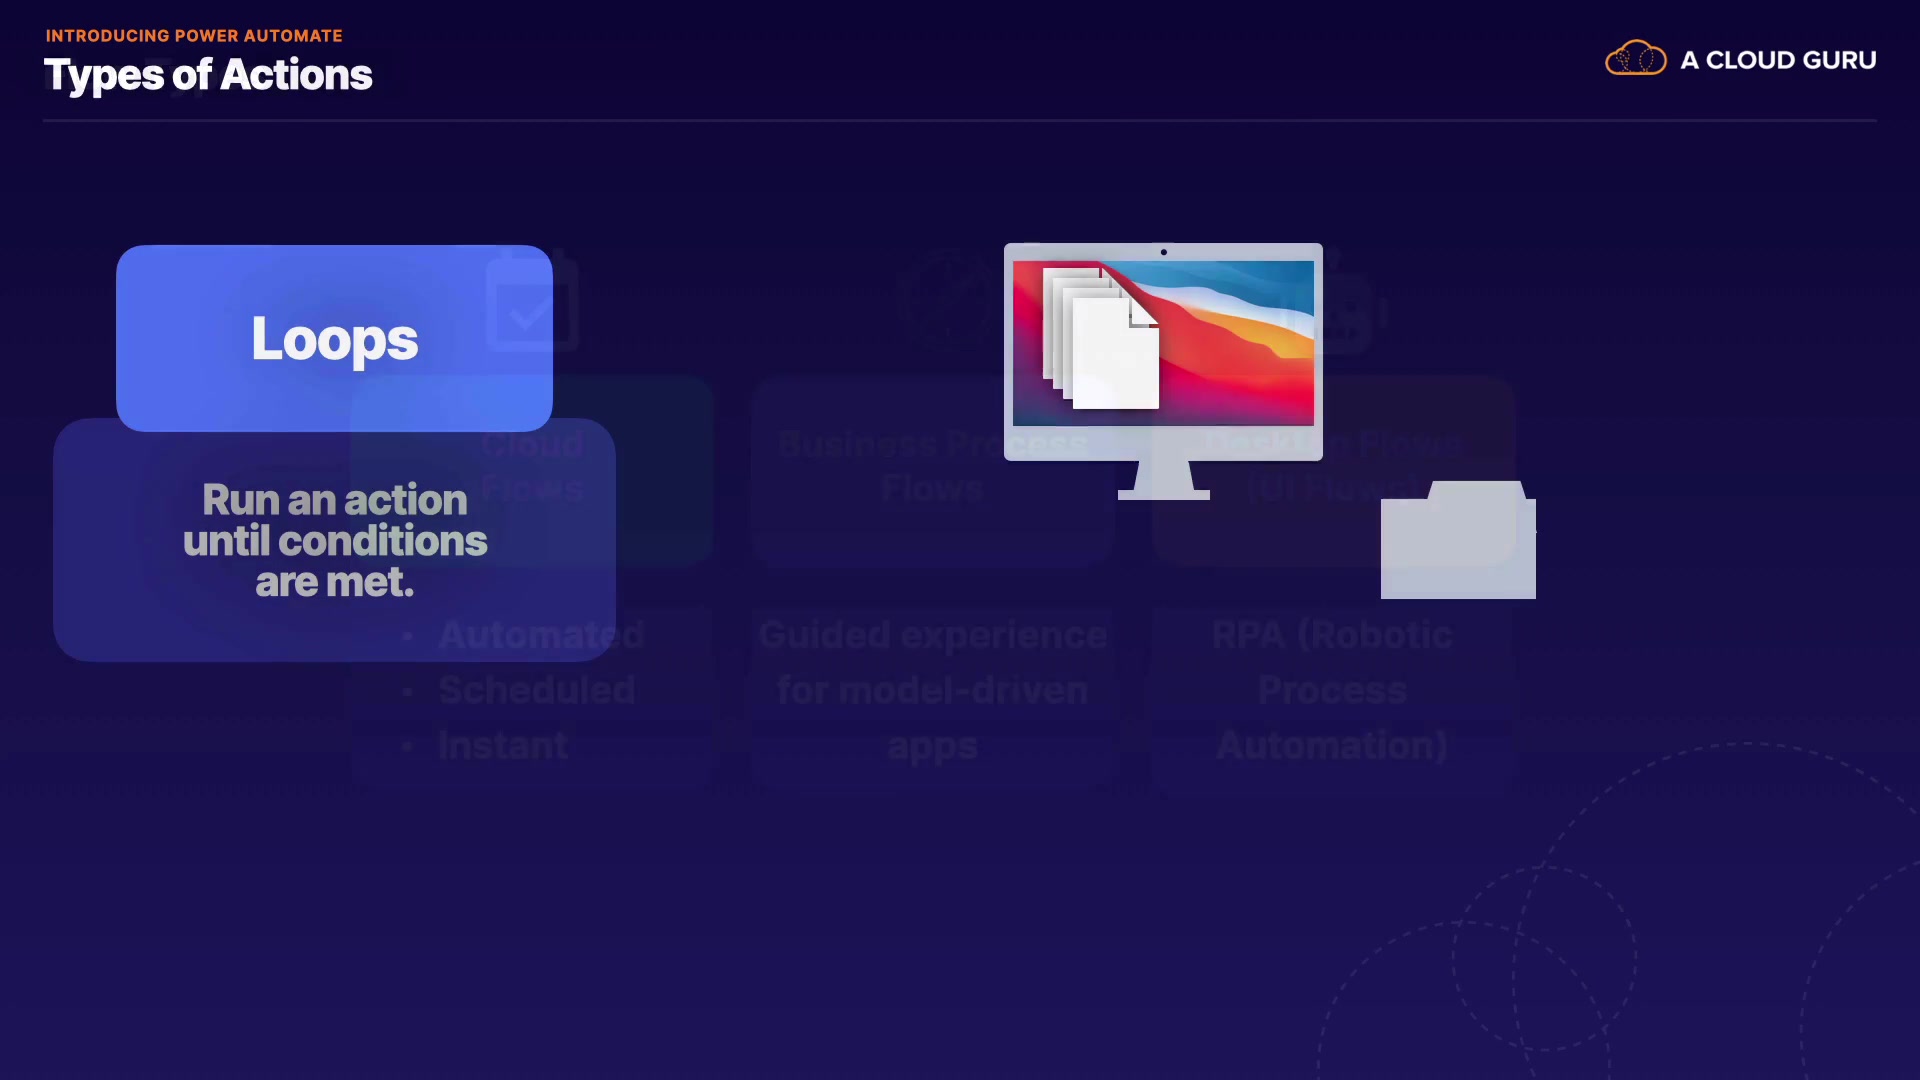 INTRODUCING POWER AUTOMATE
Types of Actions
A CLOUD GURU
Loops
Run an action
until conditions
are met.
Cloud
Flows
Business Process
Flows
Desktop Flows
(UI Flows)
• Automated
• Scheduled
• Instant
Guided experience
for model-driven
apps
RPA (Robotic
Process
Automation)